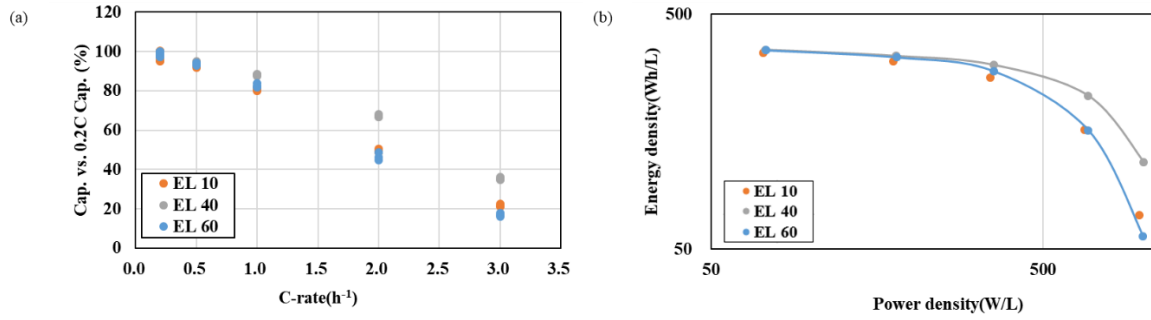 (a)
120
100
80
60
40
20
0
Cap. vs. 0.2C Cap. (%)
EL 10
EL 40
EL 60
0.0 0.5 1.0 1.5 2.0 2.5 3.0 3.5
C-rate(h⁻¹)
(b)
500
50
Energy density(Wh/L)
EL 10
EL 40
EL 60
50 500
Power density(W/L)